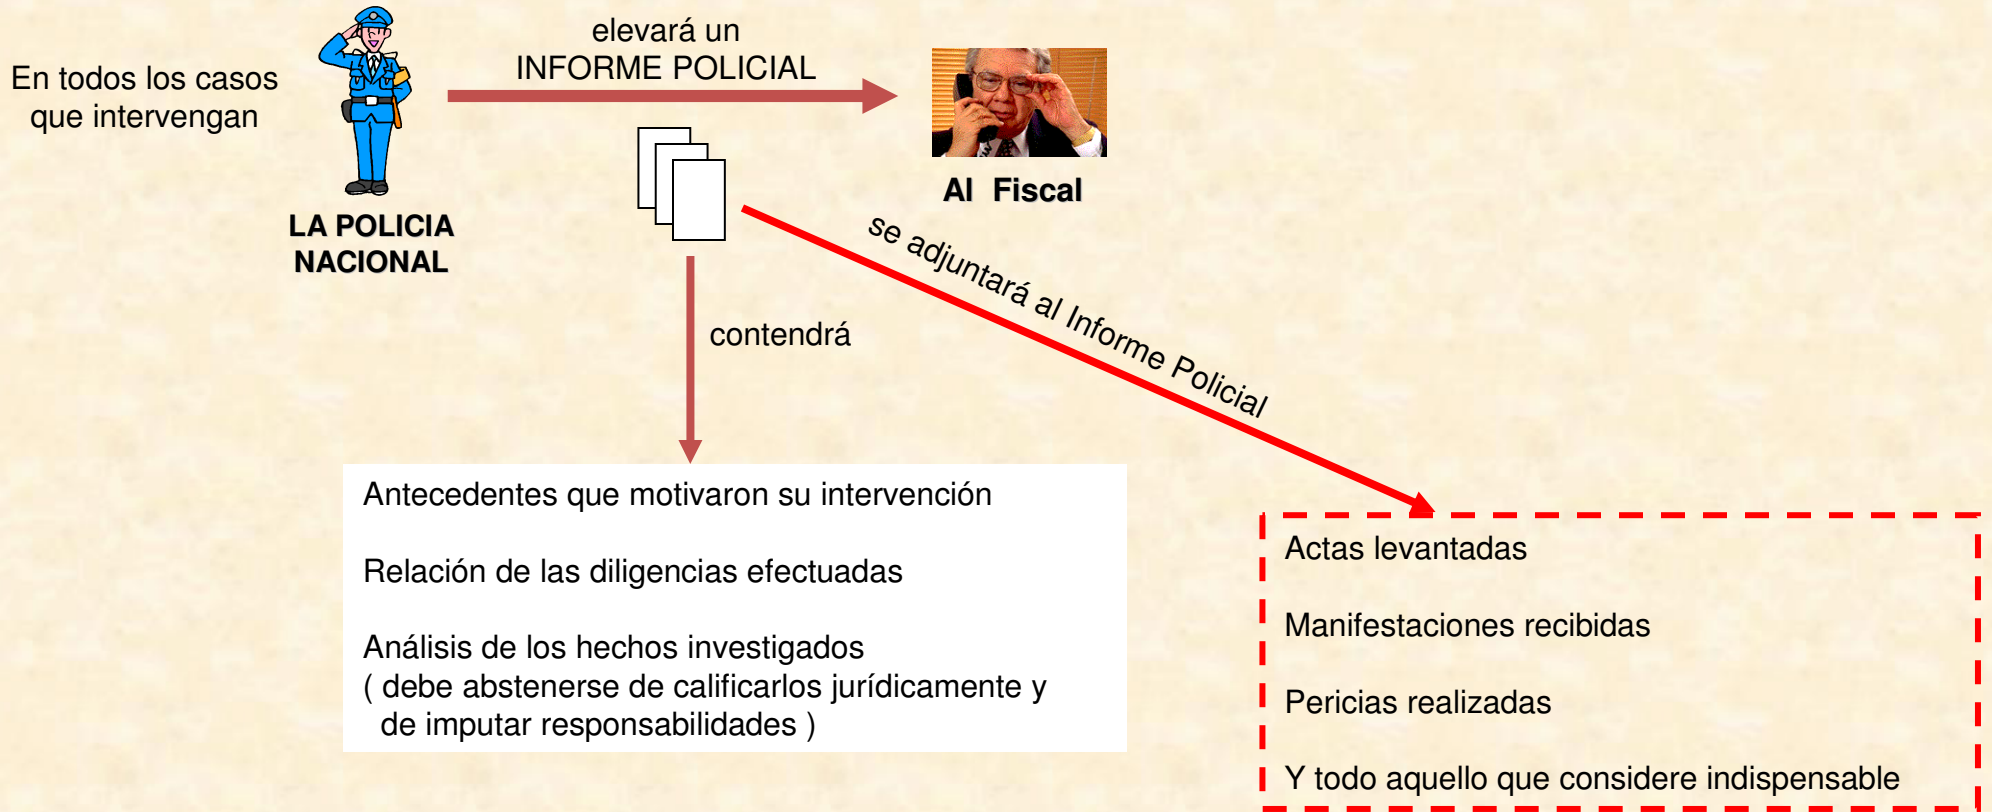 En todos los casos
que intervengan
LA POLICIA
NACIONAL
elevará un
INFORME POLICIAL
Al Fiscal
se adjuntará al Informe Policial
contendrá
Antecedentes que motivaron su intervención
Relación de las diligencias efectuadas
Análisis de los hechos investigados
( debe abstenerse de calificarlos jurídicamente y
de imputar responsabilidades )
Actas levantadas
Manifestaciones recibidas
Pericias realizadas
Y todo aquello que considere indispensable